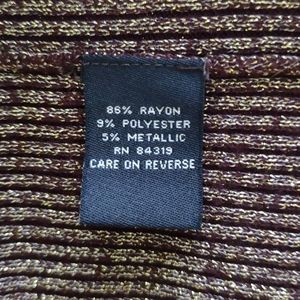 86% RAYON
9% POLYESTER
5% METALLIC
RN 84319
CARE ON REVERSE